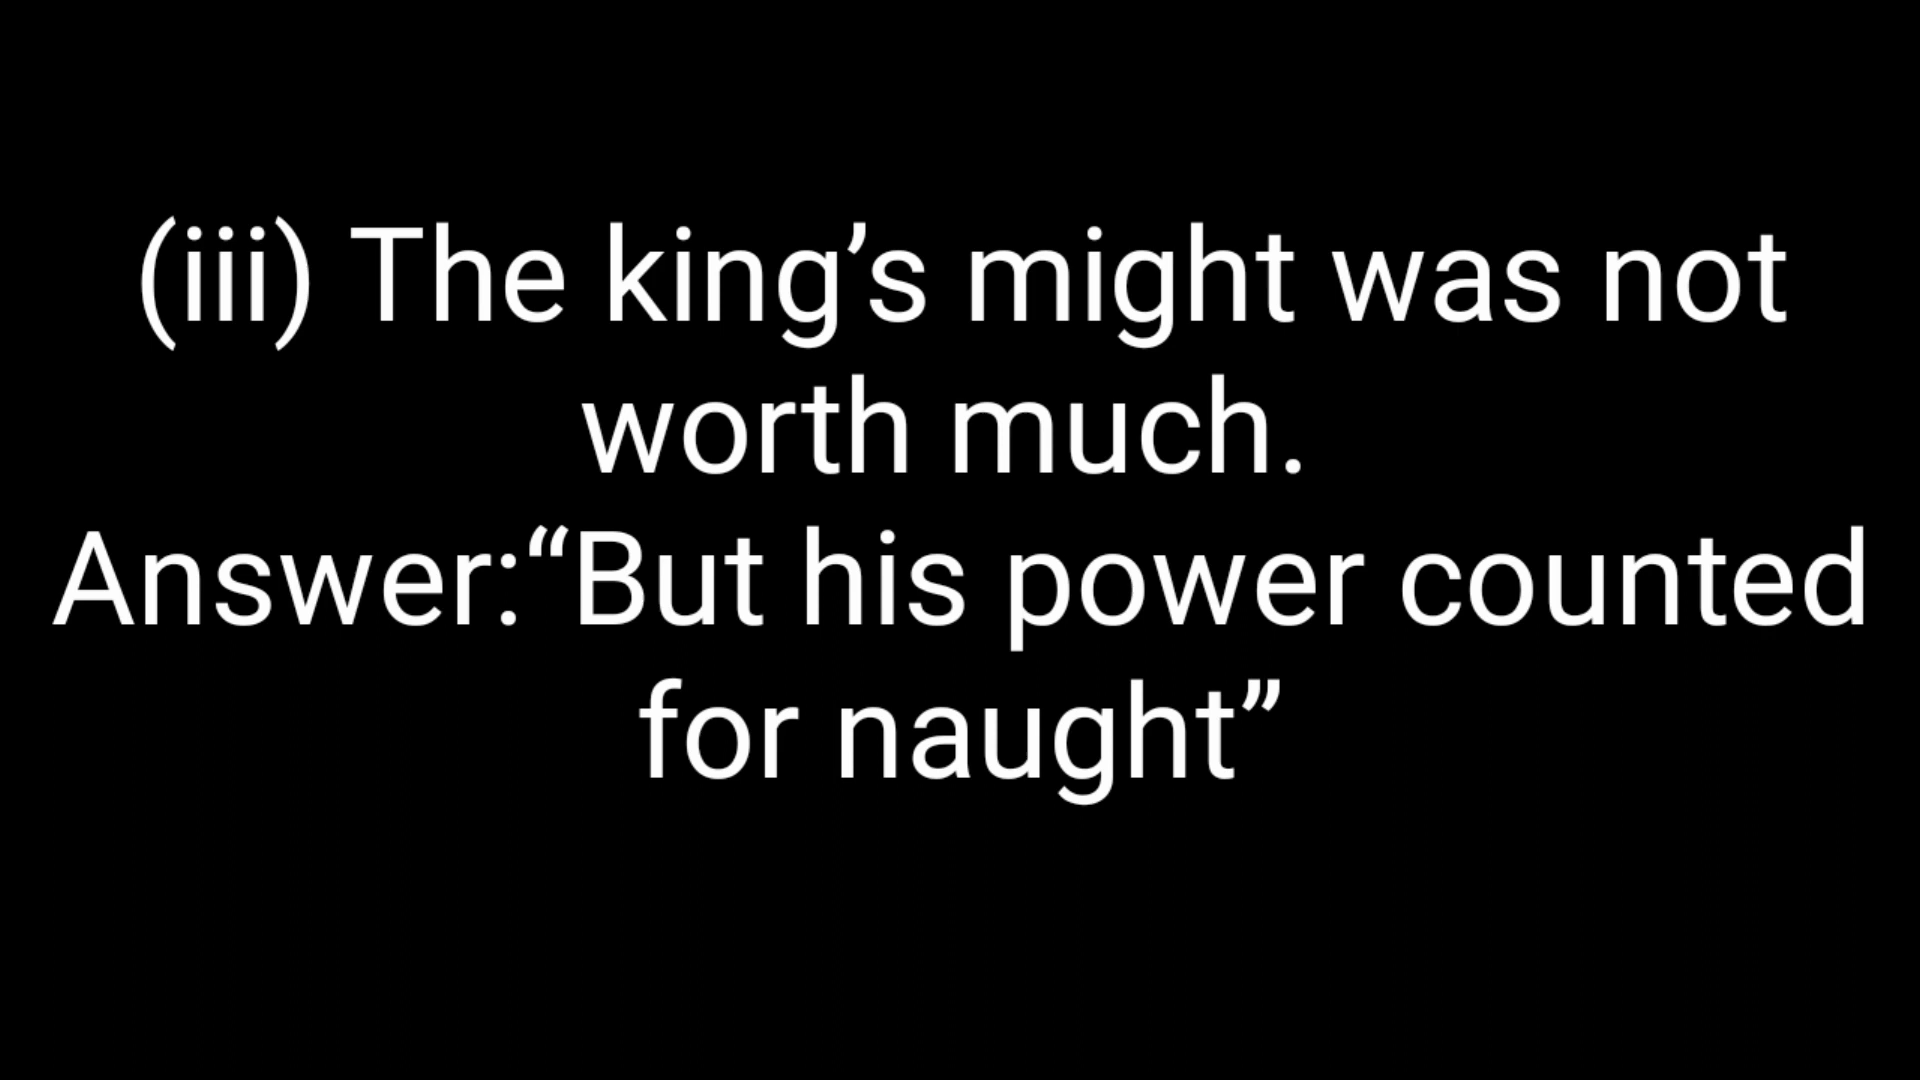 (iii) The king’s might was not
worth much.
Answer:“But his power counted
for naught”